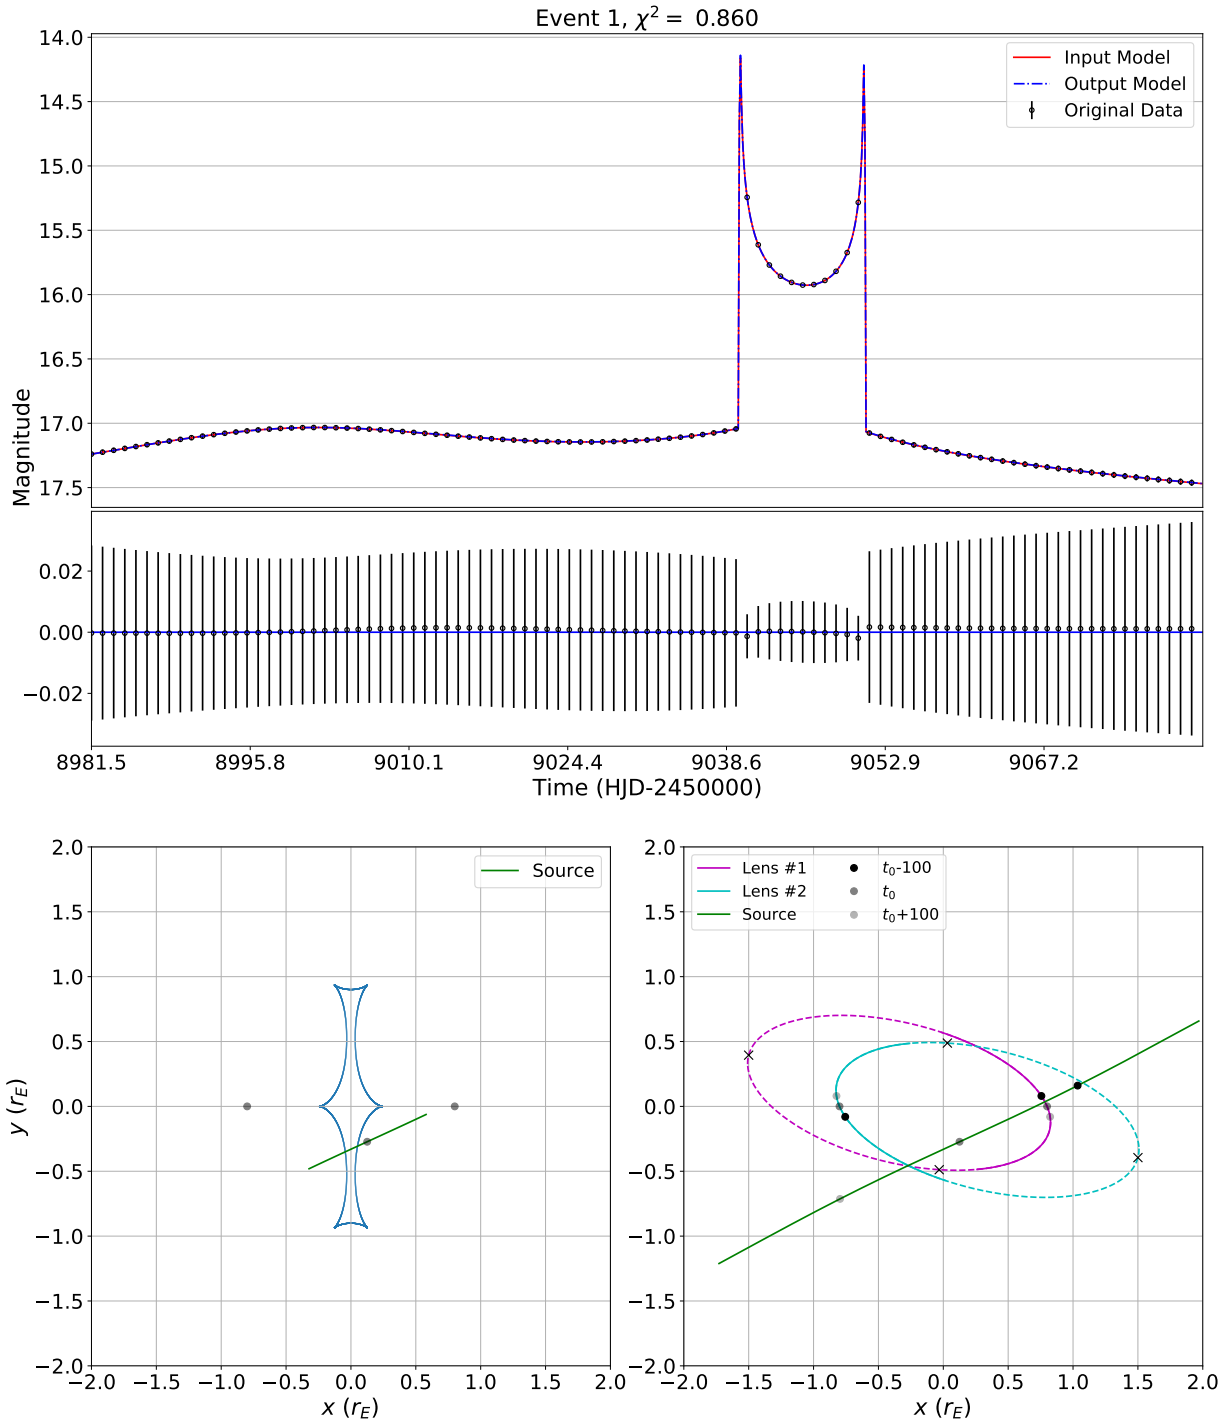 Event 1, χ² = 0.860
14.0
14.5
15.0
15.5
16.0
16.5
17.0
17.5
Magnitude
Input Model
Output Model
Original Data
0.02
0.00
−0.02
8981.5 8995.8 9010.1 9024.4 9038.6 9052.9 9067.2
Time (HJD-2450000)
2.0
1.5
1.0
0.5
0.0
−0.5
−1.0
−1.5
−2.0
y (r_E)
Source
−2.0 −1.5 −1.0 −0.5 0.0 0.5 1.0 1.5 2.0
x (r_E)
2.0
1.5
1.0
0.5
0.0
−0.5
−1.0
−1.5
−2.0
Lens #1
Lens #2
Source
t₀-100
t₀
t₀+100
−2.0 −1.5 −1.0 −0.5 0.0 0.5 1.0 1.5 2.0
x (r_E)